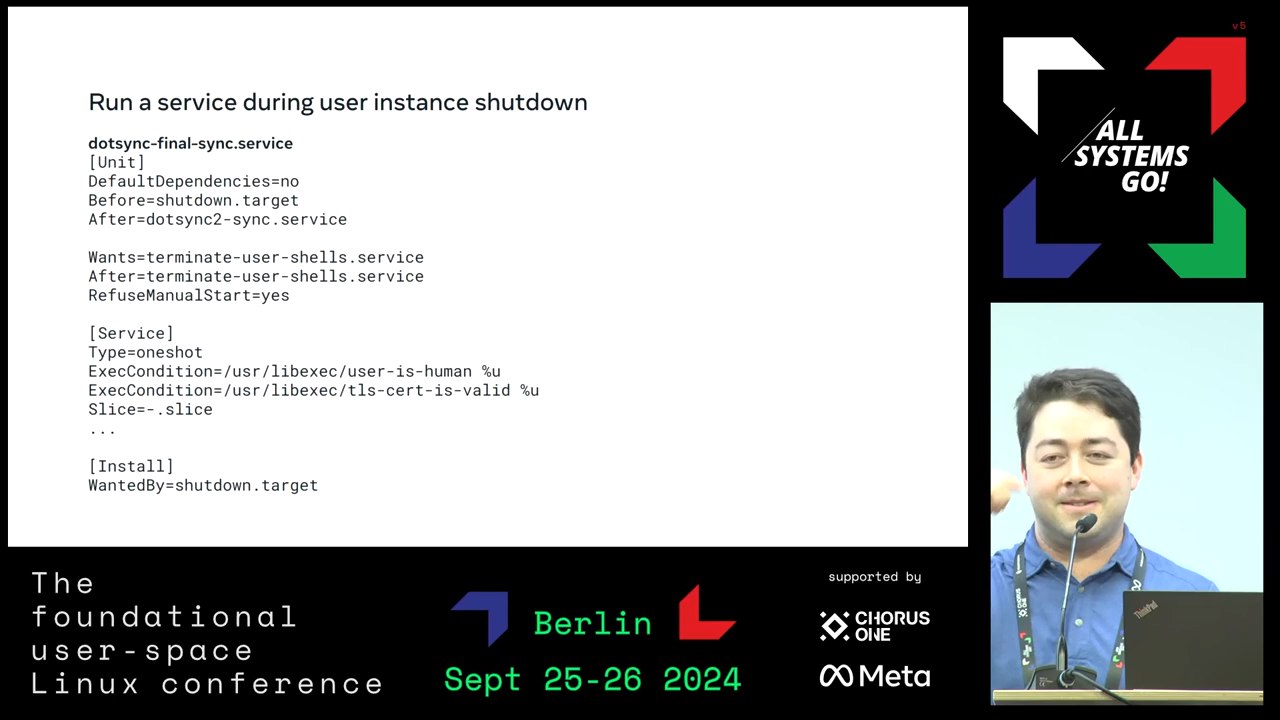 Run a service during user instance shutdown
dotsync-final-sync.service
[Unit]
DefaultDependencies=no
Before=shutdown.target
After=dotsync2-sync.service
Wants=terminate-user-shells.service
After=terminate-user-shells.service
RefuseManualStart=yes
[Service]
Type=oneshot
ExecCondition=/usr/libexec/user-is-human %u
ExecCondition=/usr/libexec/tls-cert-is-valid %u
Slice=-.slice
...
[Install]
WantedBy=shutdown.target
v5
ALL
SYSTEMS
GO!
ThinkPad
The
foundational
user-space
Linux conference
Berlin
Sept 25-26 2024
supported by
CHORUS
ONE
Meta